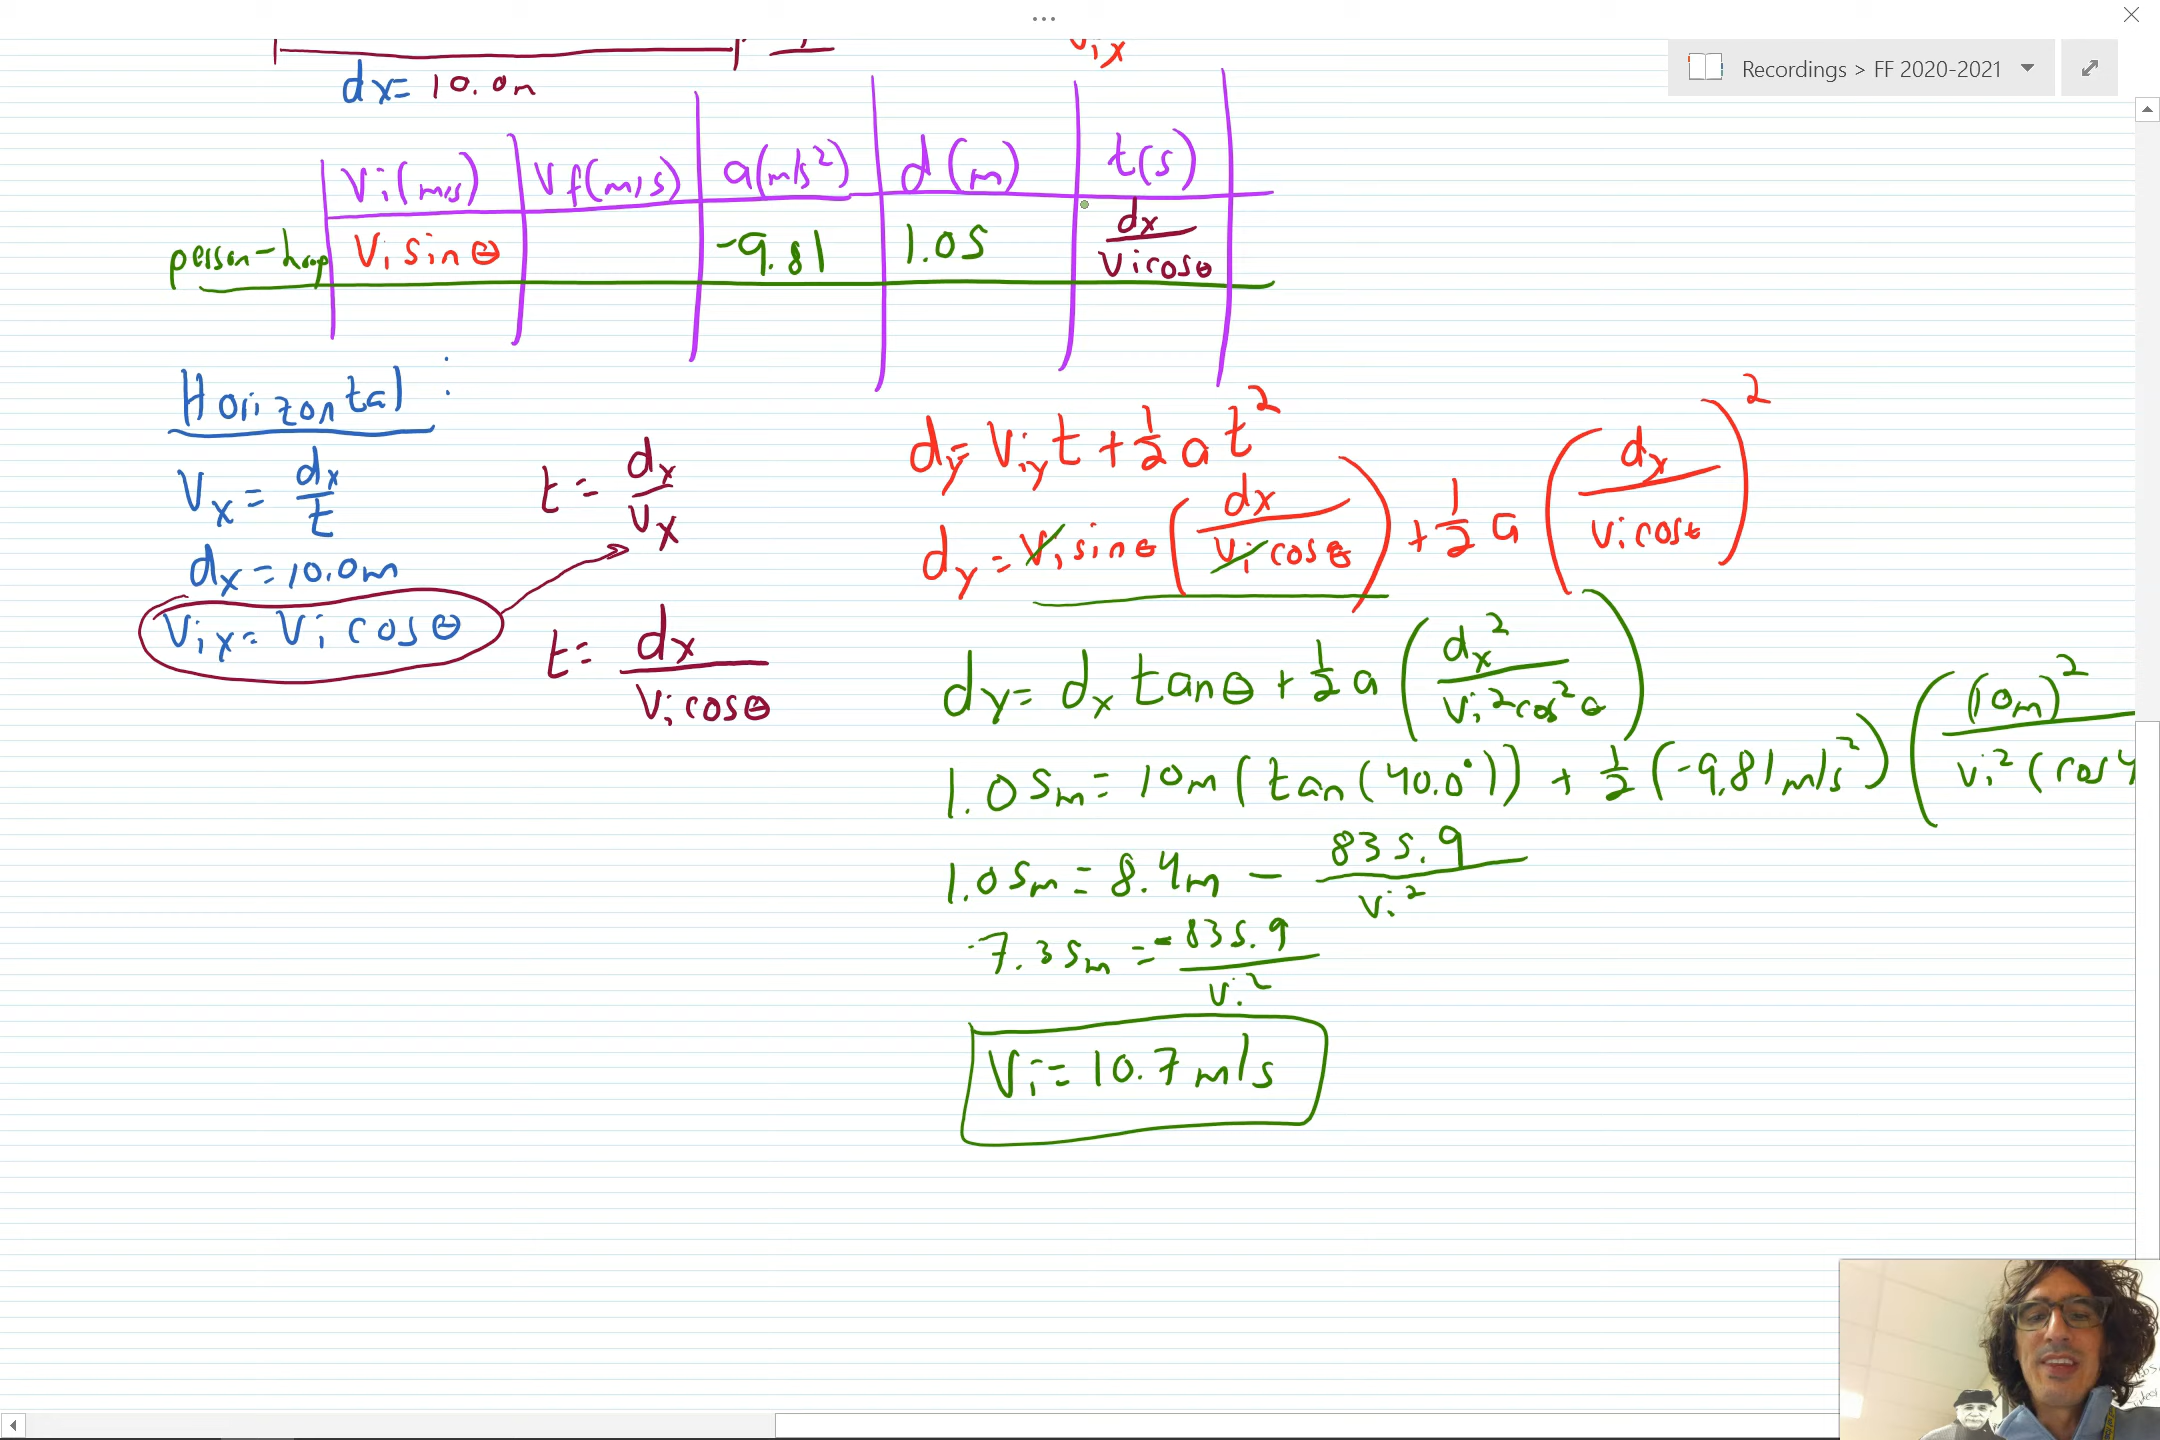 Recordings > FF 2020-2021
Vix
dx= 10.0m
Vi(m/s) Vf(m/s) a(m/s²) d(m) t(s)
person-hoop Vi sinθ -9.81 1.05 dx/Vicosθ
Horizontal:
Vx = dx/t
dx = 10.0m
Vix = Vi cosθ
t = dx/Vx
t = dx/Vi cosθ
dy = Viy t + 1/2 a t²
dy = Vi sinθ (dx/Vi cosθ) + 1/2 a (dx/Vi cosθ)²
dy = dx tanθ + 1/2 a (dx²/Vi² cos²θ)
1.05m = 10m (tan(40.0°)) + 1/2 (-9.81m/s²) ((10m)²/Vi² (cos4
1.05m = 8.4m - 835.9/Vi²
-7.35m = -835.9/Vi²
Vi = 10.7 m/s